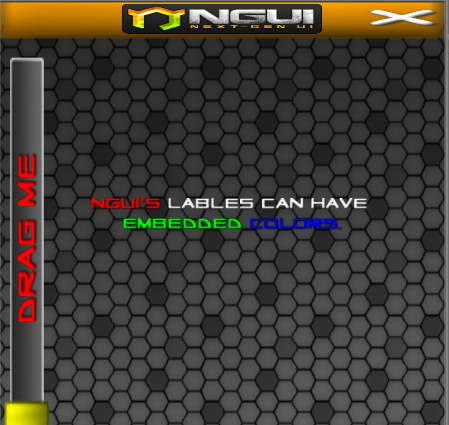 NGUI
NEXT-GEN UI
DRAG ME
NGUI'S LABLES CAN HAVE
EMBEDDED COLORS.